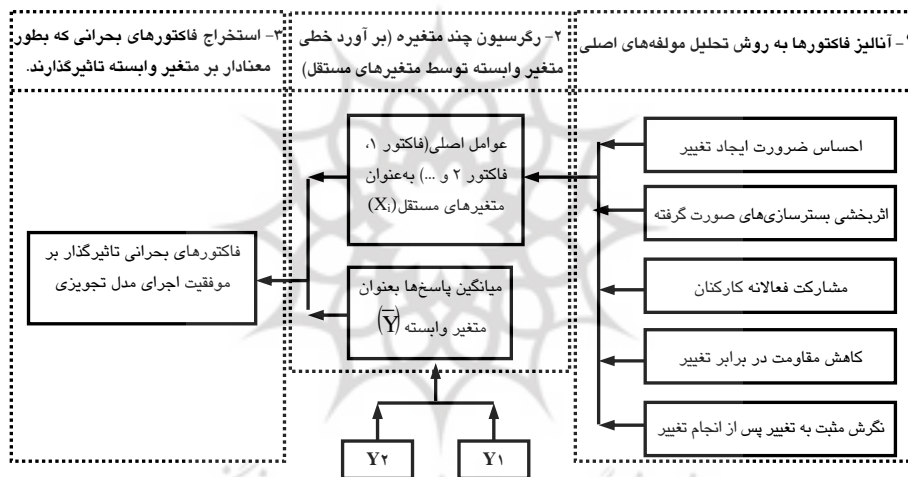 ۱- آنالیز فاکتورها به روش تحلیل مولفه‌های اصلی
احساس ضرورت ایجاد تغییر
اثربخشی بسترسازی‌های صورت گرفته
مشارکت فعالانه کارکنان
کاهش مقاومت در برابر تغییر
نگرش مثبت به تغییر پس از انجام تغییر
۲- رگرسیون چند متغیره (بر آورد خطی
متغیر وابسته توسط متغیرهای مستقل)
عوامل اصلی(فاکتور ۱،
فاکتور ۲ و ...) به‌عنوان
متغیرهای مستقل(Xi)
میانگین پاسخ‌ها بعنوان
متغیر وابسته (Y̅)
Y۱
Y۲
۳- استخراج فاکتورهای بحرانی که بطور
معنادار بر متغیر وابسته تاثیرگذارند.
فاکتورهای بحرانی تاثیرگذار بر
موفقیت اجرای مدل تجویزی